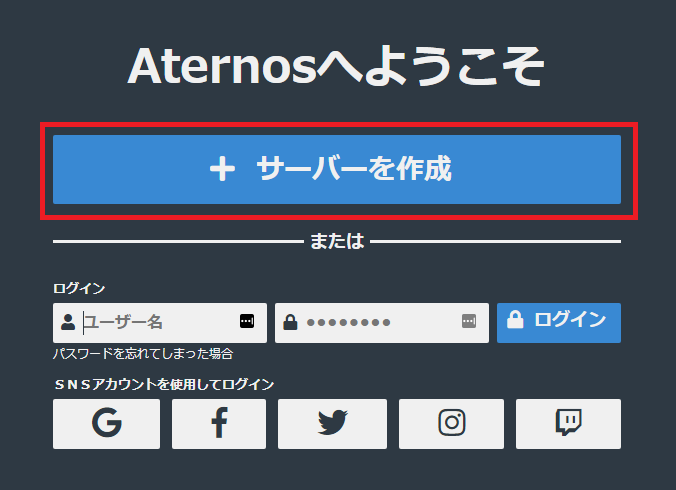 Aternosへようこそ
+ サーバーを作成
または
ログイン
ユーザー名 ●●●●●●●● ログイン
パスワードを忘れてしまった場合
ＳＮＳアカウントを使用してログイン